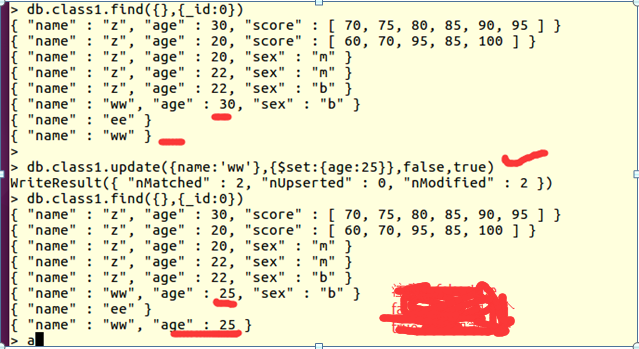 > db.class1.find({},{_id:0})
{ "name" : "z", "age" : 30, "score" : [ 70, 75, 80, 85, 90, 95 ] }
{ "name" : "z", "age" : 20, "score" : [ 60, 70, 95, 85, 100 ] }
{ "name" : "z", "age" : 20, "sex" : "m" }
{ "name" : "z", "age" : 22, "sex" : "m" }
{ "name" : "z", "age" : 22, "sex" : "b" }
{ "name" : "ww", "age" : 30, "sex" : "b" }
{ "name" : "ee" }
{ "name" : "ww" }
>
> db.class1.update({name:'ww'},{$set:{age:25}},false,true)
WriteResult({ "nMatched" : 2, "nUpserted" : 0, "nModified" : 2 })
> db.class1.find({},{_id:0})
{ "name" : "z", "age" : 30, "score" : [ 70, 75, 80, 85, 90, 95 ] }
{ "name" : "z", "age" : 20, "score" : [ 60, 70, 95, 85, 100 ] }
{ "name" : "z", "age" : 20, "sex" : "m" }
{ "name" : "z", "age" : 22, "sex" : "m" }
{ "name" : "z", "age" : 22, "sex" : "b" }
{ "name" : "ww", "age" : 25, "sex" : "b" }
{ "name" : "ee" }
{ "name" : "ww", "age" : 25 }
> a